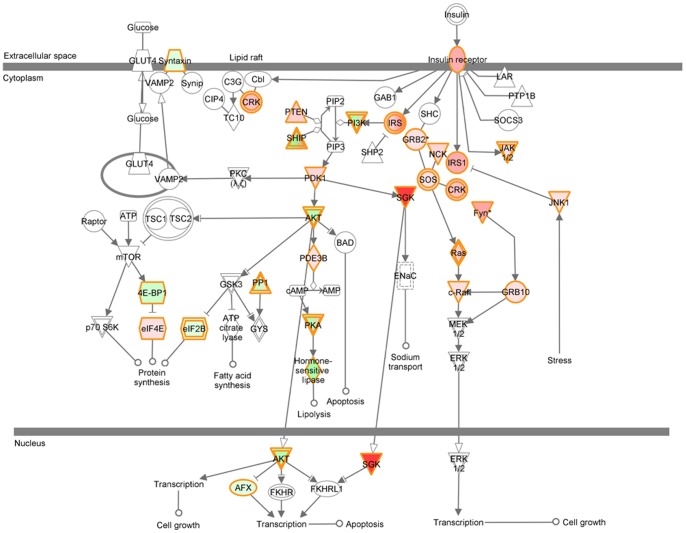 Insulin
Glucose
Extracellular space
GLUT4
Syntaxin
Lipid raft
Insulin receptor
Cytoplasm
VAMP2
Synip
C3G
Cbl
LAR
CIP4
CRK
TC10
GAB1
PTP1B
SOCS3
Glucose
PTEN
PIP2
PI3K
IRS
SHC
GRB2*
SHIP
PIP3
SHP2
NCK
IRS1
JAK
1/2
GLUT4
VAMP2
PKC
(λ,ζ)
PDK1
SOS
CRK
SGK
JNK1
Fyn*
Raptor
ATP
TSC1
TSC2
AKT
BAD
mTOR
PDE3B
Ras
ENaC
4E-BP1
GSK3
PP1
cAMP
AMP
c-Raf
GRB10
p70 S6K
eIF4E
eIF2B
ATP
citrate
lyase
GYS
PKA
MEK
1/2
Protein
synthesis
Fatty acid
synthesis
Hormone-
sensitive
lipase
Sodium
transport
ERK
1/2
Stress
Lipolysis
Apoptosis
Nucleus
AKT
SGK
ERK
1/2
Transcription
AFX
FKHR
FKHRL1
Cell growth
Transcription
Apoptosis
Transcription
Cell growth